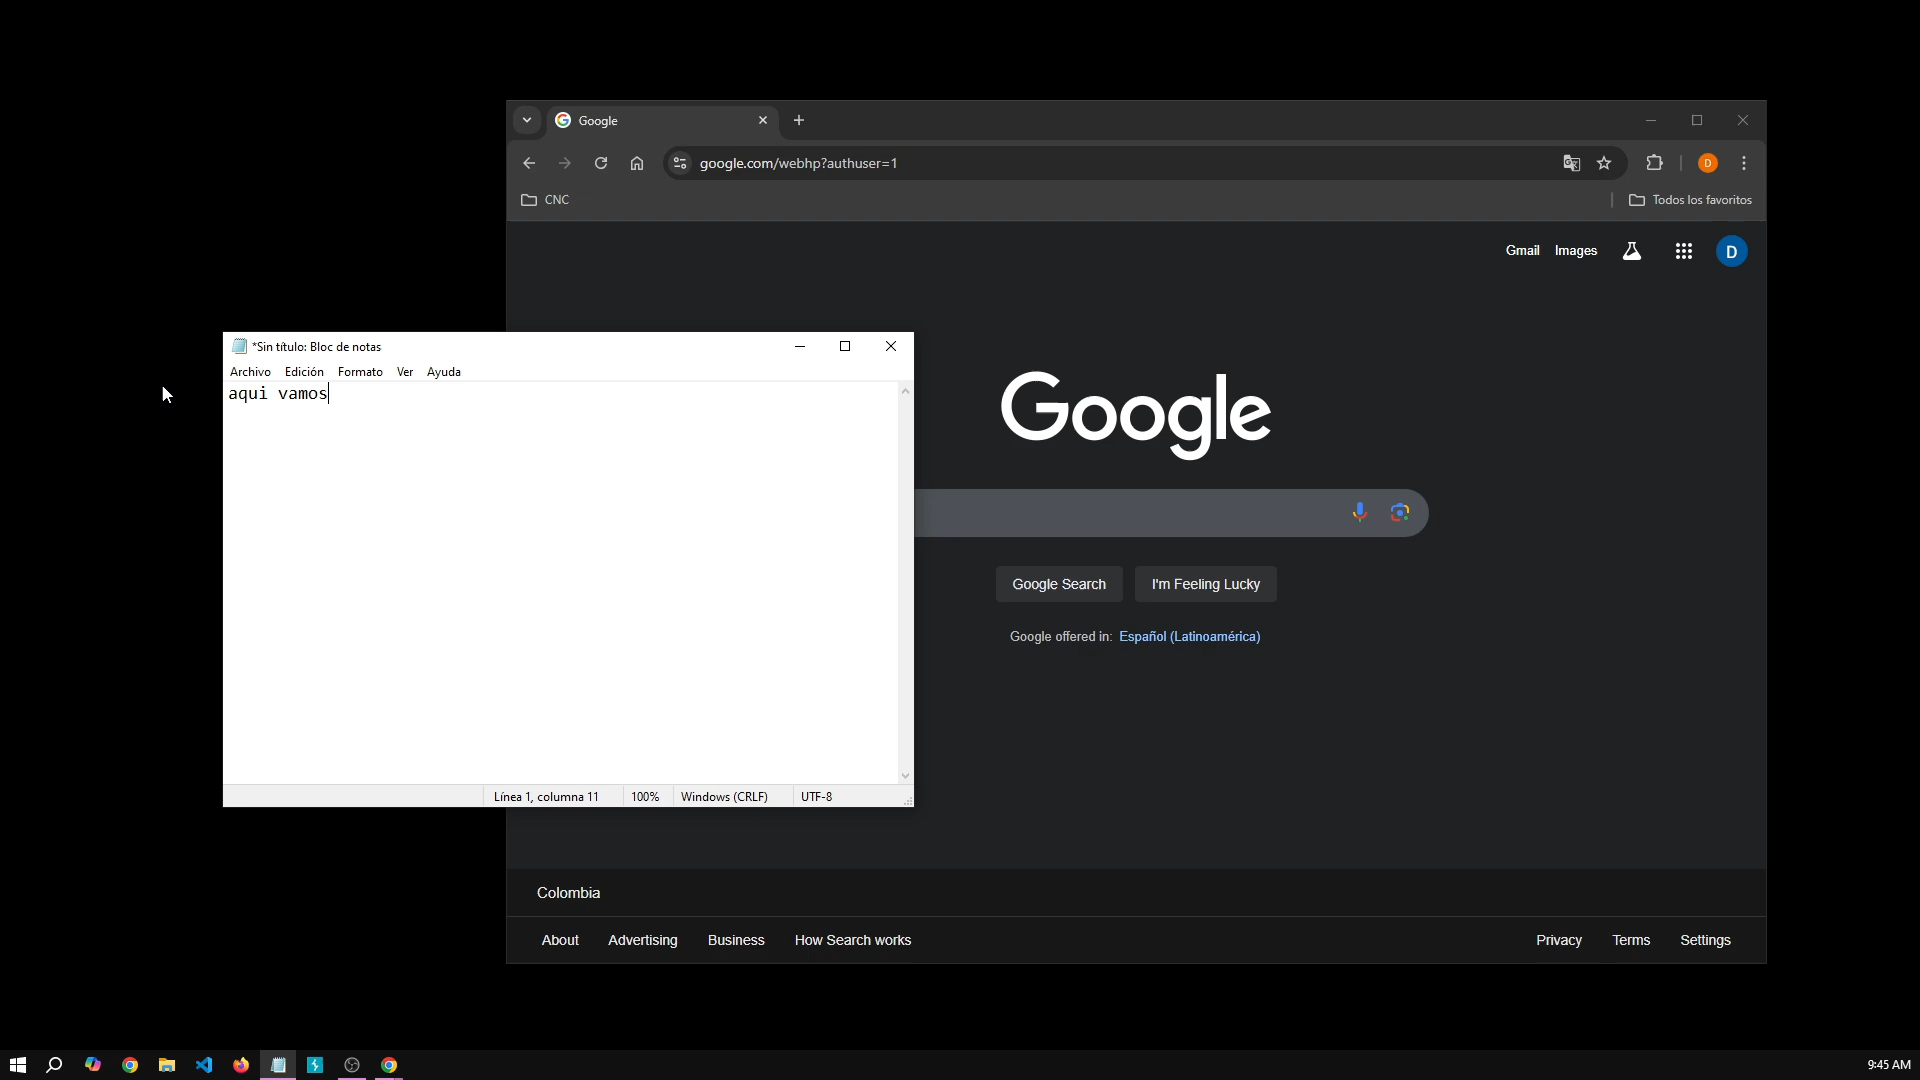 Google
google.com/webhp?authuser=1
D
CNC
Todos los favoritos
Gmail
Images
D
*Sin título: Bloc de notas
Archivo Edición Formato Ver Ayuda
aqui vamos
Google
Google Search
I'm Feeling Lucky
Google offered in: Español (Latinoamérica)
Línea 1, columna 11
100%
Windows (CRLF)
UTF-8
Colombia
About
Advertising
Business
How Search works
Privacy
Terms
Settings
9:45 AM